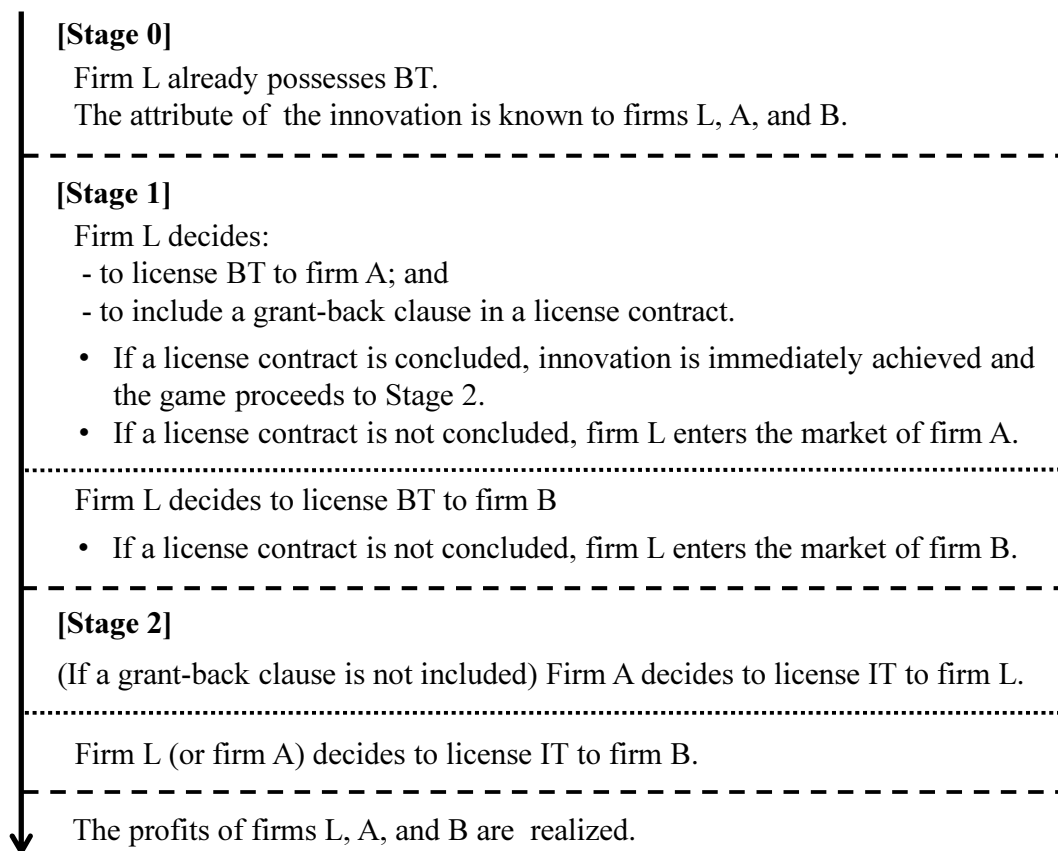 [Stage 0]
Firm L already possesses BT.
The attribute of the innovation is known to firms L, A, and B.
[Stage 1]
Firm L decides:
- to license BT to firm A; and
- to include a grant-back clause in a license contract.
• If a license contract is concluded, innovation is immediately achieved and
the game proceeds to Stage 2.
• If a license contract is not concluded, firm L enters the market of firm A.
Firm L decides to license BT to firm B
• If a license contract is not concluded, firm L enters the market of firm B.
[Stage 2]
(If a grant-back clause is not included) Firm A decides to license IT to firm L.
Firm L (or firm A) decides to license IT to firm B.
The profits of firms L, A, and B are realized.